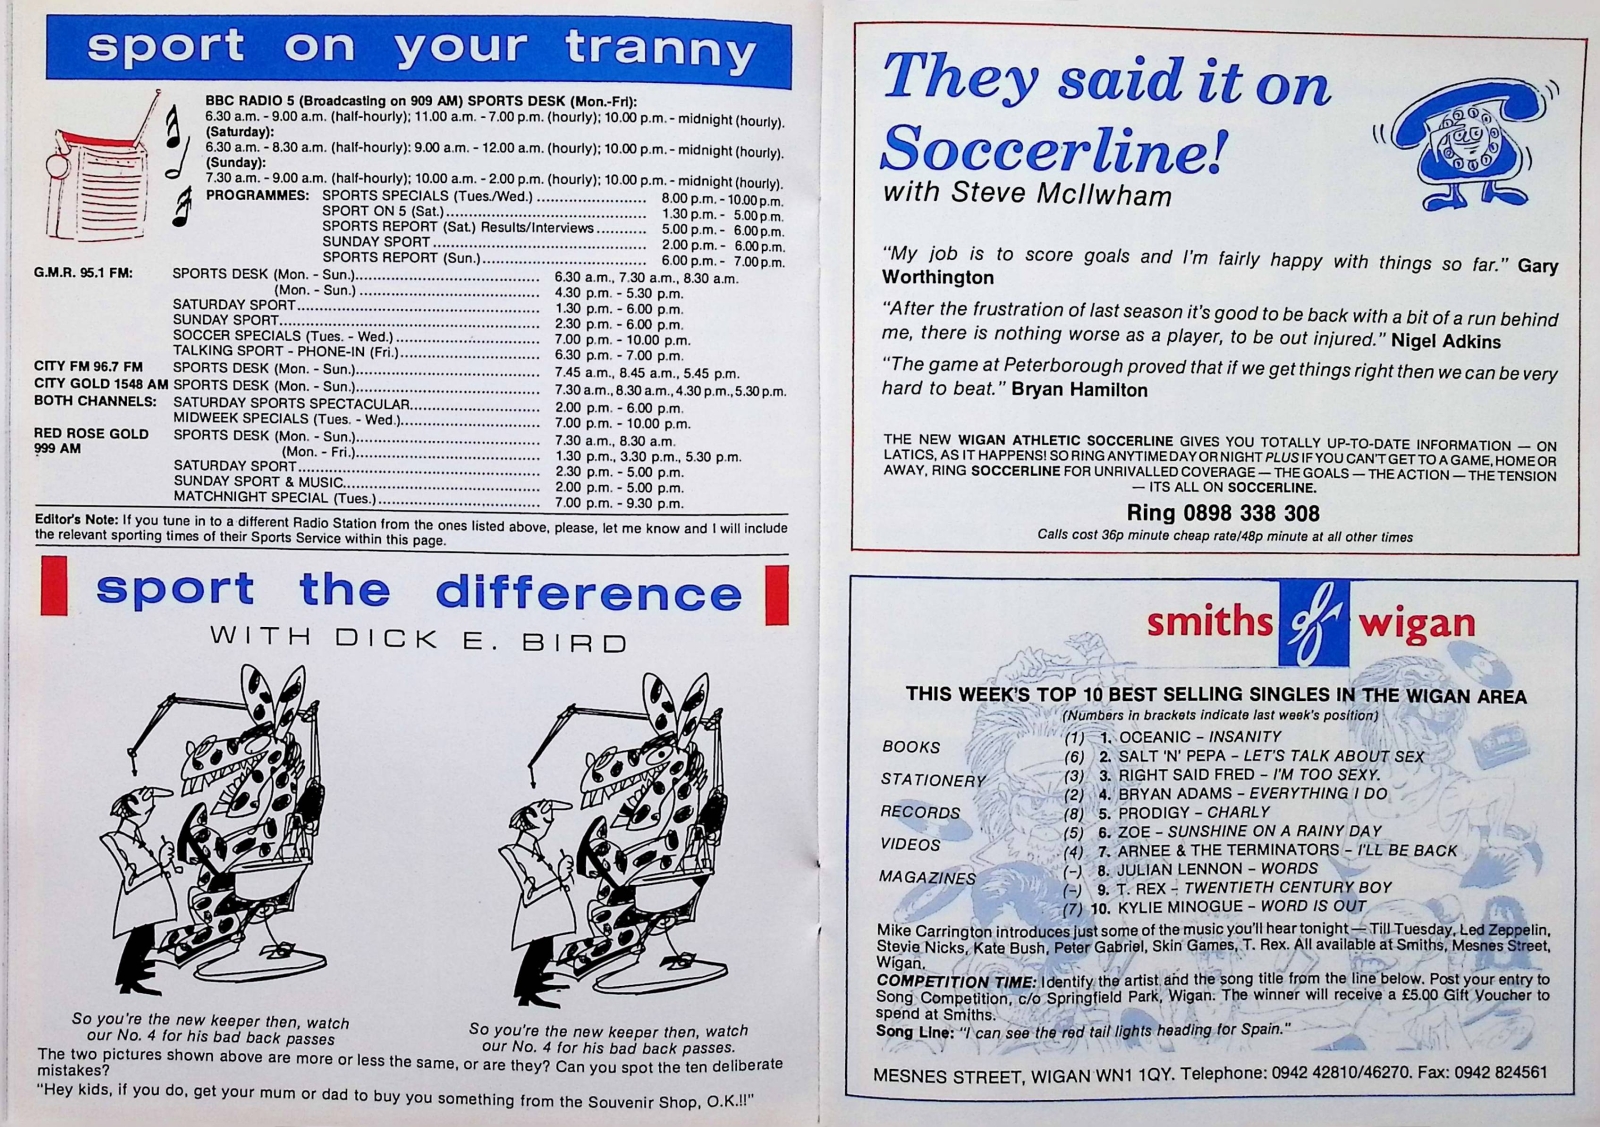 sport on your tranny
BBC RADIO 5 (Broadcasting on 909 AM) SPORTS DESK (Mon.-Fri):
6.30 a.m. - 9.00 a.m. (half-hourly); 11.00 a.m. - 7.00 p.m. (hourly); 10.00 p.m. - midnight (hourly).
(Saturday):
6.30 a.m. - 8.30 a.m. (half-hourly): 9.00 a.m. - 12.00 a.m. (hourly); 10.00 p.m. - midnight (hourly).
(Sunday):
7.30 a.m. - 9.00 a.m. (half-hourly); 10.00 a.m. - 2.00 p.m. (hourly); 10.00 p.m. - midnight (hourly).
PROGRAMMES: SPORTS SPECIALS (Tues./Wed.) ........................ 8.00 p.m. - 10.00 p.m.
SPORT ON 5 (Sat.)............................................ 1.30 p.m. - 5.00 p.m.
SPORTS REPORT (Sat.) Results/Interviews........... 5.00 p.m. - 6.00 p.m.
SUNDAY SPORT ............................................... 2.00 p.m. - 6.00 p.m.
SPORTS REPORT (Sun.)..................................... 6.00 p.m. - 7.00 p.m.
G.M.R. 95.1 FM: SPORTS DESK (Mon. - Sun.)........................................ 6.30 a.m., 7.30 a.m., 8.30 a.m.
(Mon. - Sun.) ........................................ 4.30 p.m. - 5.30 p.m.
SATURDAY SPORT..................................................... 1.30 p.m. - 6.00 p.m.
SUNDAY SPORT......................................................... 2.30 p.m. - 6.00 p.m.
SOCCER SPECIALS (Tues. - Wed.) ................................ 7.00 p.m. - 10.00 p.m.
TALKING SPORT - PHONE-IN (Fri.)............................... 6.30 p.m. - 7.00 p.m.
CITY FM 96.7 FM SPORTS DESK (Mon. - Sun.)........................................ 7.45 a.m., 8.45 a.m., 5.45 p.m.
CITY GOLD 1548 AM SPORTS DESK (Mon. - Sun.)........................................ 7.30 a.m., 8.30 a.m., 4.30 p.m., 5.30 p.m.
BOTH CHANNELS: SATURDAY SPORTS SPECTACULAR............................ 2.00 p.m. - 6.00 p.m.
MIDWEEK SPECIALS (Tues. - Wed.)............................... 7.00 p.m. - 10.00 p.m.
RED ROSE GOLD SPORTS DESK (Mon. - Sun.)........................................ 7.30 a.m., 8.30 a.m.
999 AM (Mon. - Fri.)........................................ 1.30 p.m., 3.30 p.m., 5.30 p.m.
SATURDAY SPORT..................................................... 2.30 p.m. - 5.00 p.m.
SUNDAY SPORT & MUSIC............................................ 2.00 p.m. - 5.00 p.m.
MATCHNIGHT SPECIAL (Tues.)..................................... 7.00 p.m. - 9.30 p.m.
Editor's Note: If you tune in to a different Radio Station from the ones listed above, please, let me know and I will include
the relevant sporting times of their Sports Service within this page.
sport the difference
WITH DICK E. BIRD
So you're the new keeper then, watch
our No. 4 for his bad back passes
So you're the new keeper then, watch
our No. 4 for his bad back passes.
The two pictures shown above are more or less the same, or are they? Can you spot the ten deliberate
mistakes?
"Hey kids, if you do, get your mum or dad to buy you something from the Souvenir Shop, O.K.!!"
They said it on
Soccerline!
with Steve McIlwham
"My job is to score goals and I'm fairly happy with things so far." Gary
Worthington
"After the frustration of last season it's good to be back with a bit of a run behind
me, there is nothing worse as a player, to be out injured." Nigel Adkins
"The game at Peterborough proved that if we get things right then we can be very
hard to beat." Bryan Hamilton
THE NEW WIGAN ATHLETIC SOCCERLINE GIVES YOU TOTALLY UP-TO-DATE INFORMATION — ON
LATICS, AS IT HAPPENS! SO RING ANYTIME DAY OR NIGHT PLUS IF YOU CAN'T GET TO A GAME, HOME OR
AWAY, RING SOCCERLINE FOR UNRIVALLED COVERAGE — THE GOALS — THE ACTION — THE TENSION
— ITS ALL ON SOCCERLINE.
Ring 0898 338 308
Calls cost 36p minute cheap rate/48p minute at all other times
smiths of wigan
THIS WEEK'S TOP 10 BEST SELLING SINGLES IN THE WIGAN AREA
(Numbers in brackets indicate last week's position)
BOOKS
STATIONERY
RECORDS
VIDEOS
MAGAZINES
(1) 1. OCEANIC – INSANITY
(6) 2. SALT 'N' PEPA – LET'S TALK ABOUT SEX
(3) 3. RIGHT SAID FRED – I'M TOO SEXY.
(2) 4. BRYAN ADAMS – EVERYTHING I DO
(8) 5. PRODIGY – CHARLY
(5) 6. ZOE – SUNSHINE ON A RAINY DAY
(4) 7. ARNEE & THE TERMINATORS – I'LL BE BACK
(–) 8. JULIAN LENNON – WORDS
(–) 9. T. REX – TWENTIETH CENTURY BOY
(7) 10. KYLIE MINOGUE – WORD IS OUT
Mike Carrington introduces just some of the music you'll hear tonight — Till Tuesday, Led Zeppelin,
Stevie Nicks, Kate Bush, Peter Gabriel, Skin Games, T. Rex. All available at Smiths, Mesnes Street,
Wigan.
COMPETITION TIME: Identify the artist and the song title from the line below. Post your entry to
Song Competition, c/o Springfield Park, Wigan. The winner will receive a £5.00 Gift Voucher to
spend at Smiths.
Song Line: "I can see the red tail lights heading for Spain."
MESNES STREET, WIGAN WN1 1QY. Telephone: 0942 42810/46270. Fax: 0942 824561